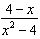 4 − x
x² − 4